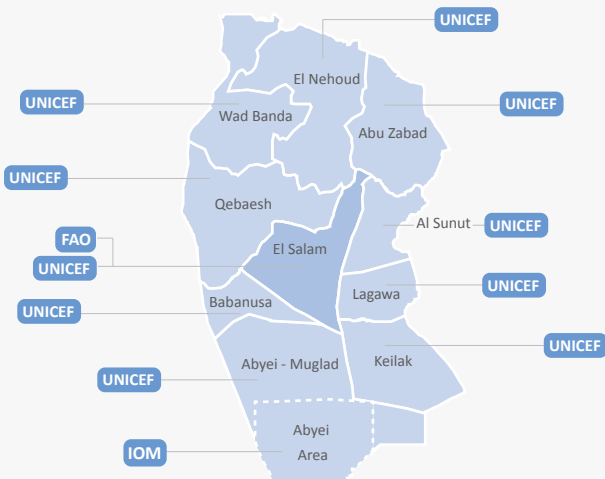 UNICEF
El Nehoud
UNICEF
UNICEF
Wad Banda
Abu Zabad
UNICEF
Qebaesh
Al Sunut
UNICEF
FAO
El Salam
UNICEF
UNICEF
Lagawa
Babanusa
UNICEF
UNICEF
Abyei - Muglad
Keilak
UNICEF
Abyei
Area
IOM